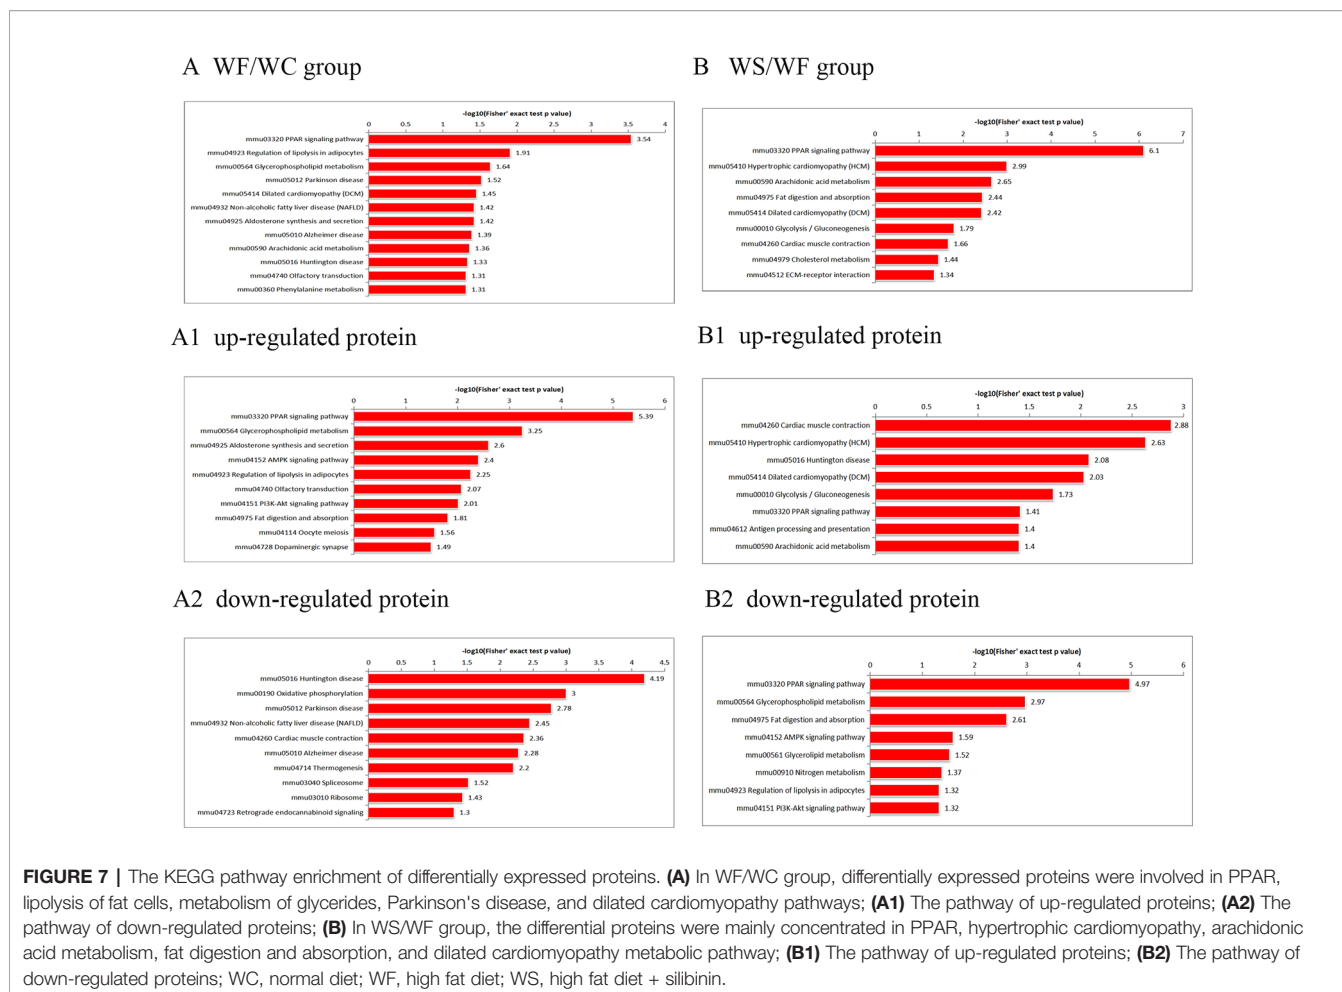 A WF/WC group
-log10(Fisher' exact test p value)
0 0.5 1 1.5 2 2.5 3 3.5 4
mmu03320 PPAR signaling pathway 3.54
mmu04923 Regulation of lipolysis in adipocytes 1.91
mmu00564 Glycerophospholipid metabolism 1.64
mmu05012 Parkinson disease 1.52
mmu05414 Dilated cardiomyopathy (DCM) 1.45
mmu04932 Non-alcoholic fatty liver disease (NAFLD) 1.42
mmu04925 Aldosterone synthesis and secretion 1.42
mmu05010 Alzheimer disease 1.39
mmu00590 Arachidonic acid metabolism 1.36
mmu05016 Huntington disease 1.33
mmu04740 Olfactory transduction 1.31
mmu00360 Phenylalanine metabolism 1.31
B WS/WF group
-log10(Fisher' exact test p value)
0 1 2 3 4 5 6 7
mmu03320 PPAR signaling pathway 6.1
mmu05410 Hypertrophic cardiomyopathy (HCM) 2.99
mmu00590 Arachidonic acid metabolism 2.65
mmu04975 Fat digestion and absorption 2.44
mmu05414 Dilated cardiomyopathy (DCM) 2.42
mmu00010 Glycolysis / Gluconeogenesis 1.79
mmu04260 Cardiac muscle contraction 1.66
mmu04979 Cholesterol metabolism 1.44
mmu04512 ECM-receptor interaction 1.34
A1 up-regulated protein
-log10(Fisher' exact test p value)
0 1 2 3 4 5 6
mmu03320 PPAR signaling pathway 5.39
mmu00564 Glycerophospholipid metabolism 3.25
mmu04925 Aldosterone synthesis and secretion 2.6
mmu04152 AMPK signaling pathway 2.4
mmu04923 Regulation of lipolysis in adipocytes 2.25
mmu04740 Olfactory transduction 2.07
mmu04151 PI3K-Akt signaling pathway 2.01
mmu04975 Fat digestion and absorption 1.81
mmu04114 Oocyte meiosis 1.56
mmu04728 Dopaminergic synapse 1.49
B1 up-regulated protein
-log10(Fisher' exact test p value)
0 0.5 1 1.5 2 2.5 3
mmu04260 Cardiac muscle contraction 2.88
mmu05410 Hypertrophic cardiomyopathy (HCM) 2.63
mmu05016 Huntington disease 2.08
mmu05414 Dilated cardiomyopathy (DCM) 2.03
mmu00010 Glycolysis / Gluconeogenesis 1.73
mmu03320 PPAR signaling pathway 1.41
mmu04612 Antigen processing and presentation 1.4
mmu00590 Arachidonic acid metabolism 1.4
A2 down-regulated protein
-log10(Fisher' exact test p value)
0 0.5 1 1.5 2 2.5 3 3.5 4 4.5
mmu05016 Huntington disease 4.19
mmu00190 Oxidative phosphorylation 3
mmu05012 Parkinson disease 2.78
mmu04932 Non-alcoholic fatty liver disease (NAFLD) 2.45
mmu04260 Cardiac muscle contraction 2.36
mmu05010 Alzheimer disease 2.28
mmu04714 Thermogenesis 2.2
mmu03040 Spliceosome 1.52
mmu03010 Ribosome 1.43
mmu04723 Retrograde endocannabinoid signaling 1.3
B2 down-regulated protein
-log10(Fisher' exact test p value)
0 1 2 3 4 5 6
mmu03320 PPAR signaling pathway 4.97
mmu00564 Glycerophospholipid metabolism 2.97
mmu04975 Fat digestion and absorption 2.61
mmu04152 AMPK signaling pathway 1.59
mmu00561 Glycerolipid metabolism 1.52
mmu00910 Nitrogen metabolism 1.37
mmu04923 Regulation of lipolysis in adipocytes 1.32
mmu04151 PI3K-Akt signaling pathway 1.32
FIGURE 7 | The KEGG pathway enrichment of differentially expressed proteins. (A) In WF/WC group, differentially expressed proteins were involved in PPAR,
lipolysis of fat cells, metabolism of glycerides, Parkinson's disease, and dilated cardiomyopathy pathways; (A1) The pathway of up-regulated proteins; (A2) The
pathway of down-regulated proteins; (B) In WS/WF group, the differential proteins were mainly concentrated in PPAR, hypertrophic cardiomyopathy, arachidonic
acid metabolism, fat digestion and absorption, and dilated cardiomyopathy metabolic pathway; (B1) The pathway of up-regulated proteins; (B2) The pathway of
down-regulated proteins; WC, normal diet; WF, high fat diet; WS, high fat diet + silibinin.